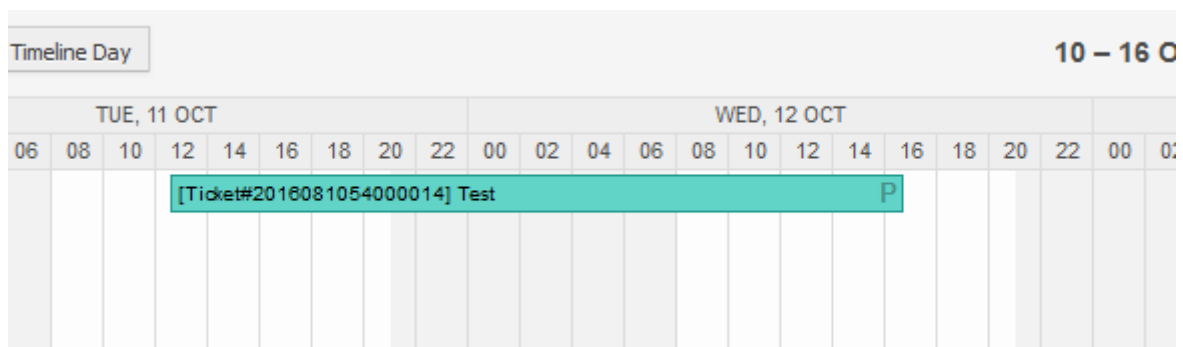 Timeline Day
10 – 16 O
TUE, 11 OCT WED, 12 OCT
06 08 10 12 14 16 18 20 22 00 02 04 06 08 10 12 14 16 18 20 22 00 02
[Ticket#2016081054000014] Test P